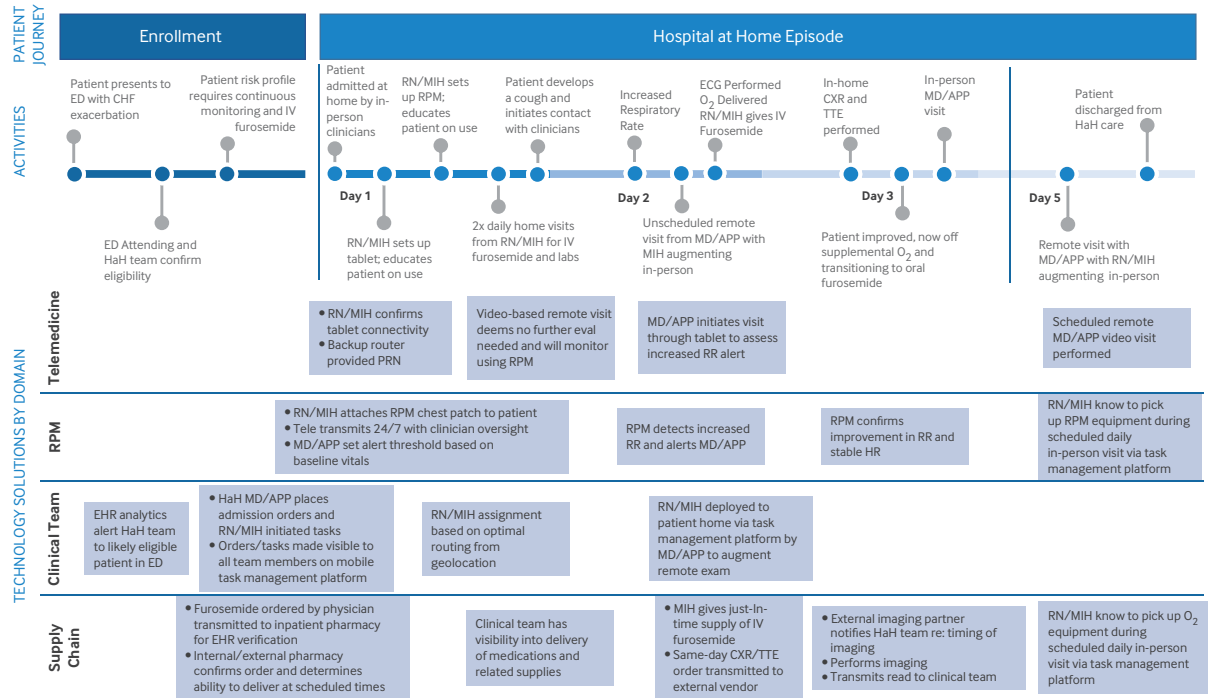 PATIENT
JOURNEY
Enrollment
Hospital at Home Episode
ACTIVITIES
Patient presents to
ED with CHF
exacerbation
Patient risk profile
requires continuous
monitoring and IV
furosemide
ED Attending and
HaH team confirm
eligibility
Patient
admitted at
home by in-
person
clinicians
RN/MIH sets
up RPM;
educates
patient on use
Patient develops
a cough and
initiates contact
with clinicians
Increased
Respiratory
Rate
ECG Performed
O2 Delivered
RN/MIH gives IV
Furosemide
In-home
CXR and
TTE
performed
In-person
MD/APP
visit
Patient
discharged from
HaH care
Day 1
Day 2
Day 3
Day 5
RN/MIH sets up
tablet; educates
patient on use
2x daily home visits
from RN/MIH for IV
furosemide and labs
Unscheduled remote
visit from MD/APP with
MIH augmenting
in-person
Patient improved, now off
supplemental O2 and
transitioning to oral
furosemide
Remote visit with
MD/APP with RN/MIH
augmenting in-person
TECHNOLOGY SOLUTIONS BY DOMAIN
Telemedicine
• RN/MIH confirms
tablet connectivity
• Backup router
provided PRN
Video-based remote visit
deems no further eval
needed and will monitor
using RPM
MD/APP initiates visit
through tablet to assess
increased RR alert
Scheduled remote
MD/APP video visit
performed
RPM
• RN/MIH attaches RPM chest patch to patient
• Tele transmits 24/7 with clinician oversight
• MD/APP set alert threshold based on
baseline vitals
RPM detects increased
RR and alerts MD/APP
RPM confirms
improvement in RR and
stable HR
RN/MIH know to pick
up RPM equipment during
scheduled daily
in-person visit via task
management platform
Clinical Team
EHR analytics
alert HaH team
to likely eligible
patient in ED
• HaH MD/APP places
admission orders and
RN/MIH initiated tasks
• Orders/tasks made visible to
all team members on mobile
task management platform
RN/MIH assignment
based on optimal
routing from
geolocation
RN/MIH deployed to
patient home via task
management platform by
MD/APP to augment
remote exam
Supply
Chain
• Furosemide ordered by physician
transmitted to inpatient pharmacy
for EHR verification
• Internal/external pharmacy
confirms order and determines
ability to deliver at scheduled times
Clinical team has
visibility into delivery
of medications and
related supplies
• MIH gives just-In-
time supply of IV
furosemide
• Same-day CXR/TTE
order transmitted to
external vendor
• External imaging partner
notifies HaH team re: timing of
imaging
• Performs imaging
• Transmits read to clinical team
RN/MIH know to pick up O2
equipment during
scheduled daily in-person
visit via task management
platform